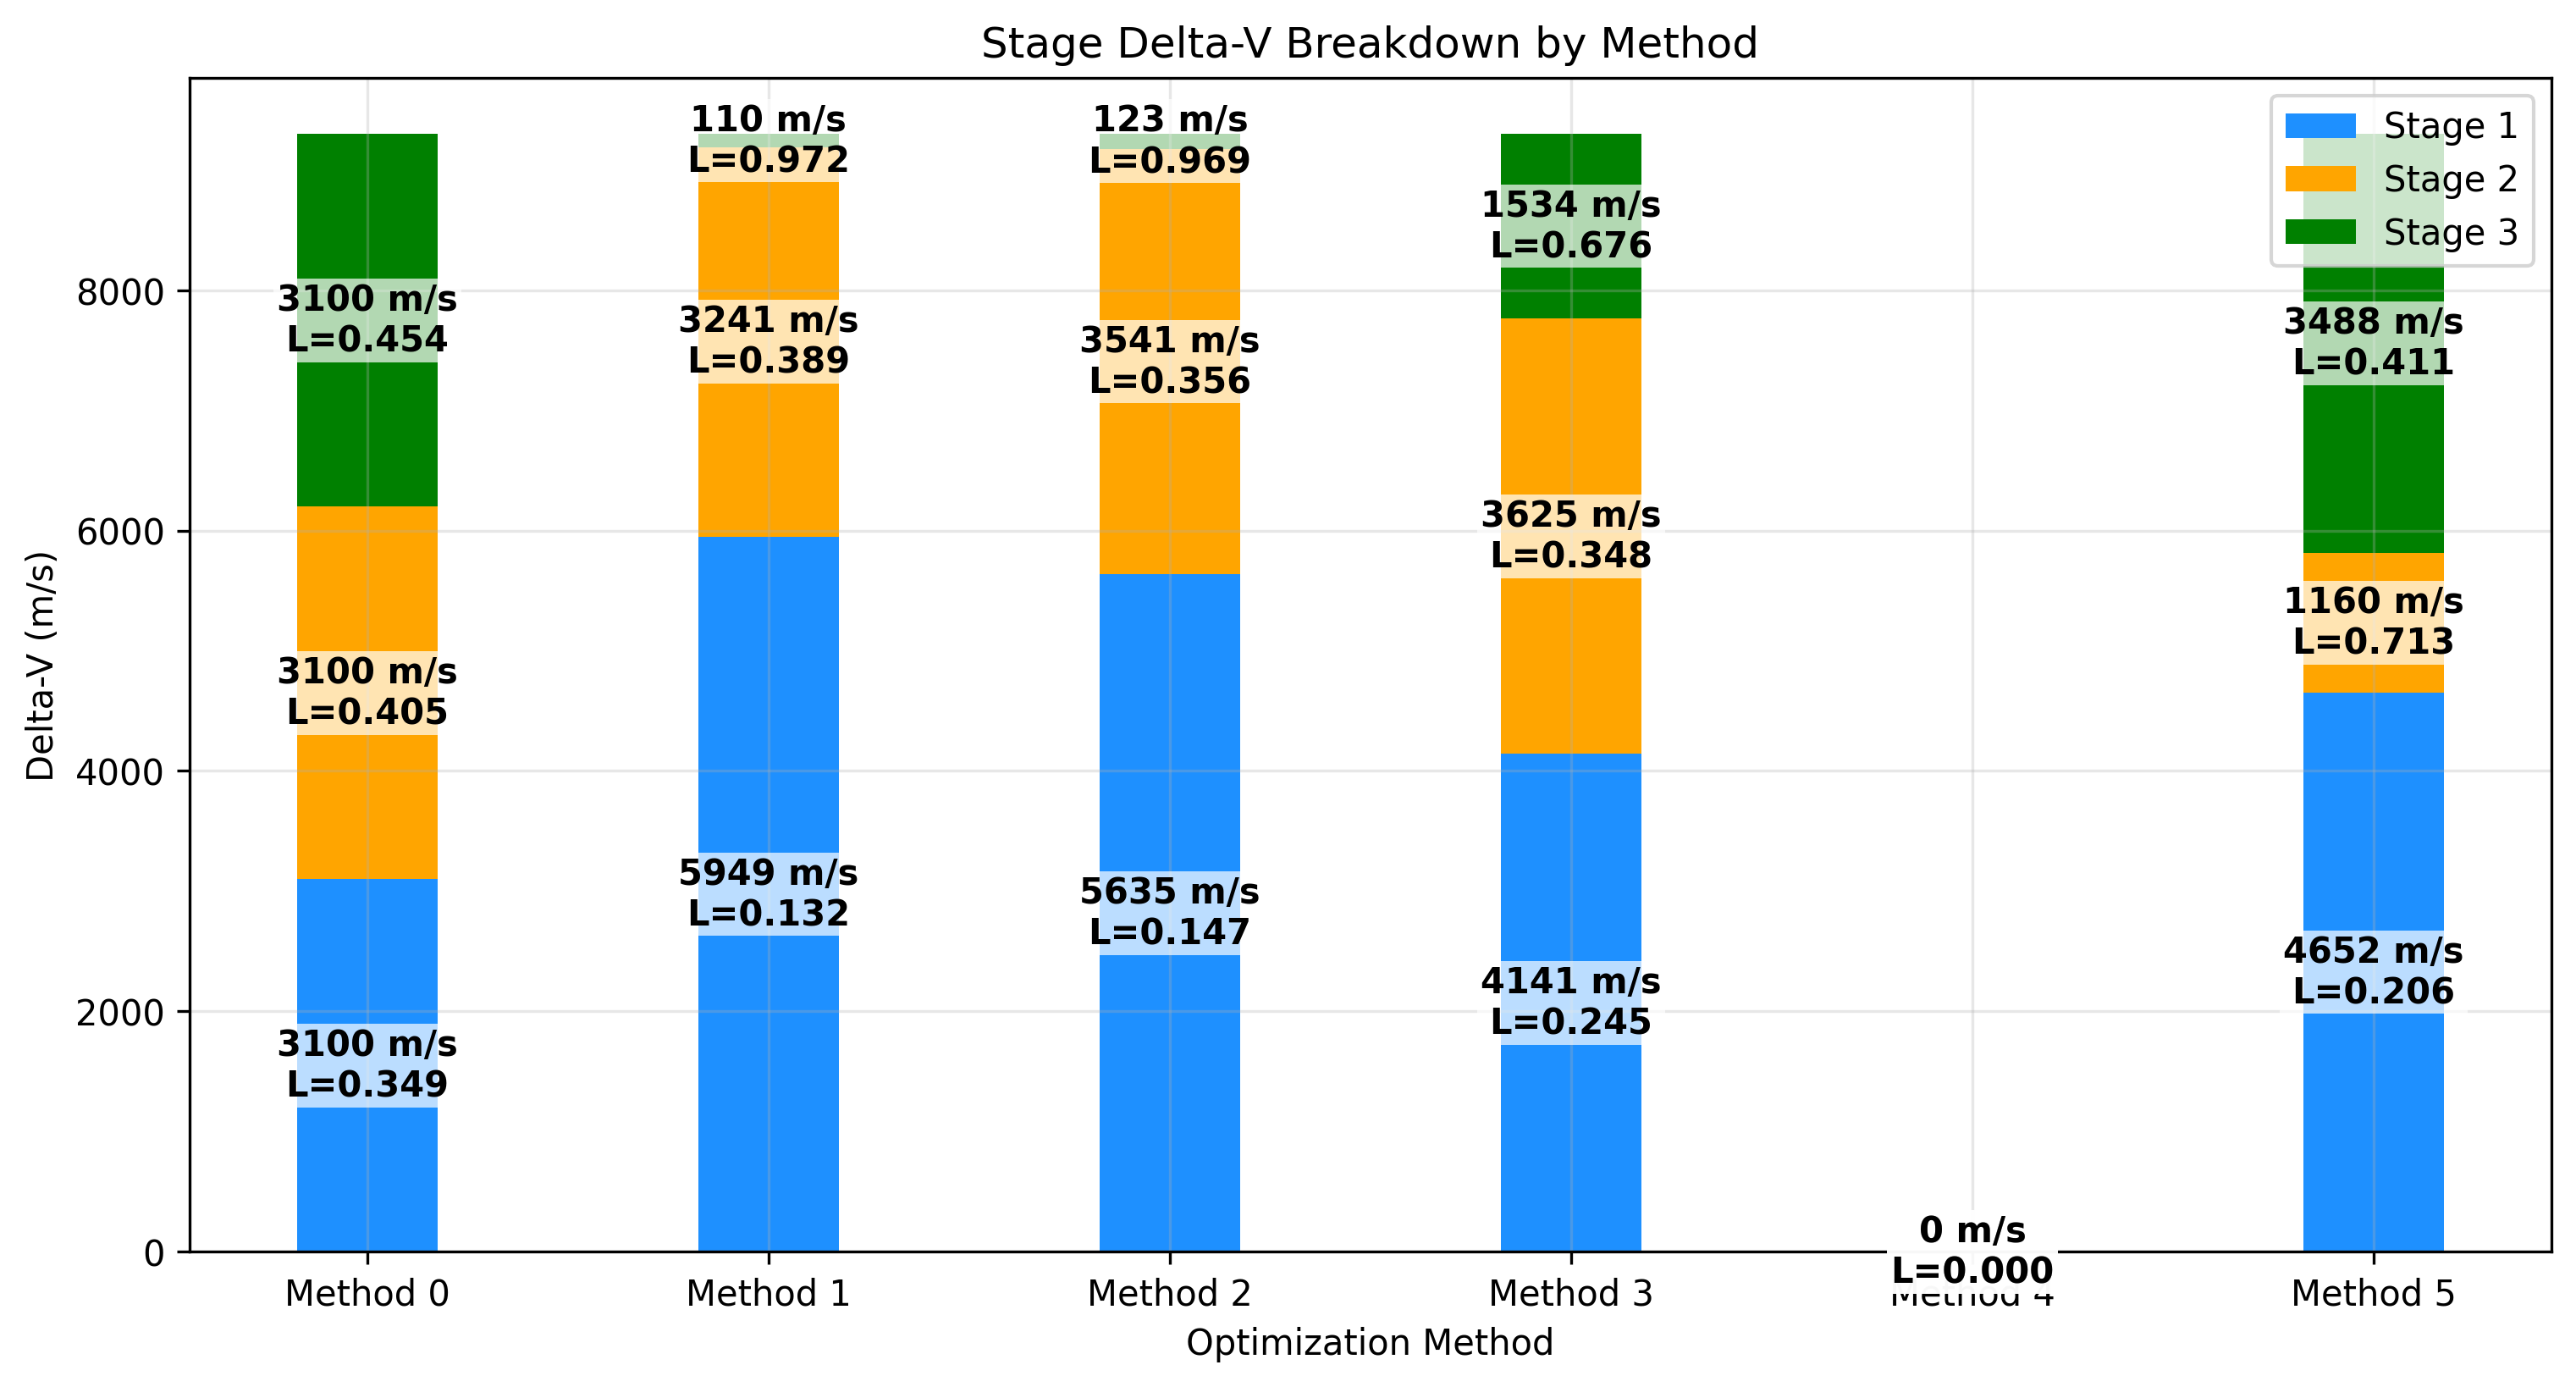 Stage Delta-V Breakdown by Method
Delta-V (m/s)
8000
6000
4000
2000
0
3100 m/s
L=0.454
3100 m/s
L=0.405
3100 m/s
L=0.349
110 m/s
L=0.972
3241 m/s
L=0.389
5949 m/s
L=0.132
123 m/s
L=0.969
3541 m/s
L=0.356
5635 m/s
L=0.147
1534 m/s
L=0.676
3625 m/s
L=0.348
4141 m/s
L=0.245
0 m/s
L=0.000
3488 m/s
L=0.411
1160 m/s
L=0.713
4652 m/s
L=0.206
Stage 1
Stage 2
Stage 3
Method 0
Method 1
Method 2
Method 3
Method 4
Method 5
Optimization Method